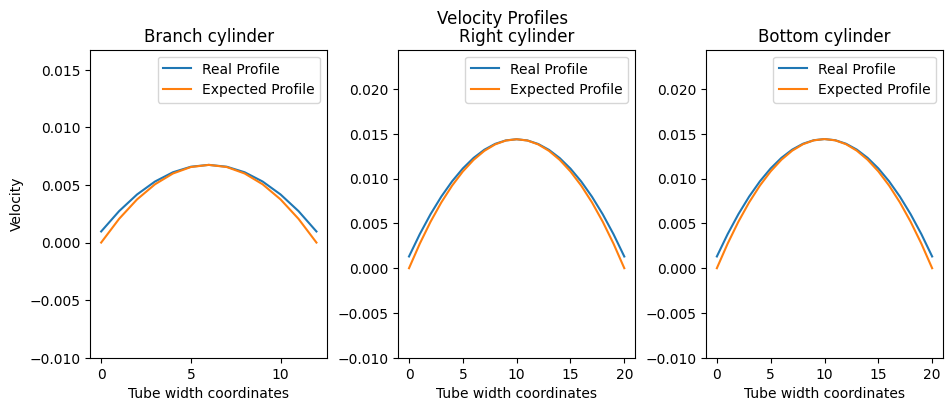 Velocity Profiles
Branch cylinder
Real Profile
Expected Profile
0.015
0.010
0.005
0.000
−0.005
−0.010
Velocity
0 5 10
Tube width coordinates
Right cylinder
Real Profile
Expected Profile
0.020
0.015
0.010
0.005
0.000
−0.005
−0.010
0 5 10 15 20
Tube width coordinates
Bottom cylinder
Real Profile
Expected Profile
0.020
0.015
0.010
0.005
0.000
−0.005
−0.010
0 5 10 15 20
Tube width coordinates